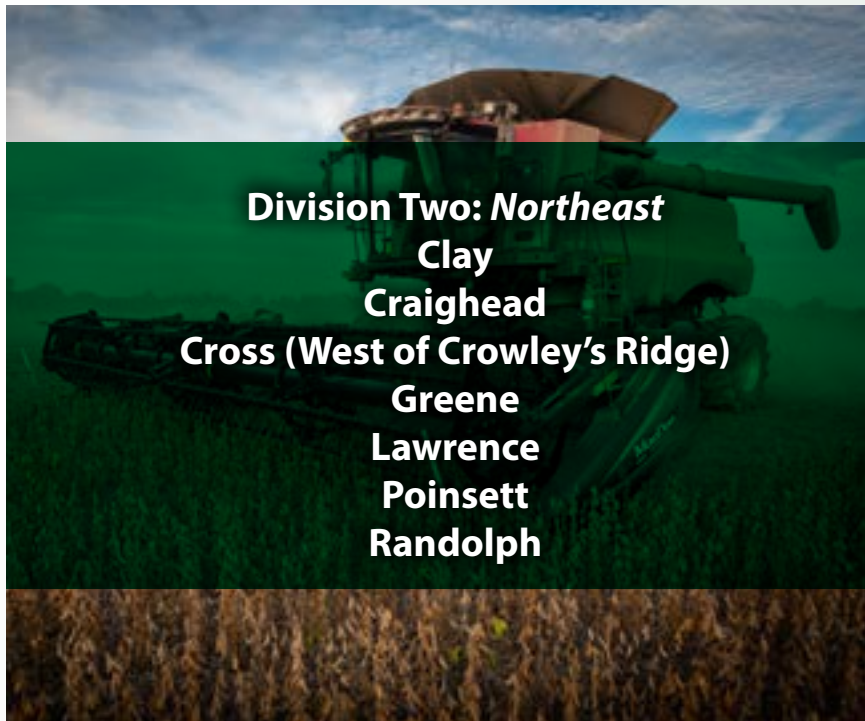 Division Two: Northeast
Clay
Craighead
Cross (West of Crowley's Ridge)
Greene
Lawrence
Poinsett
Randolph